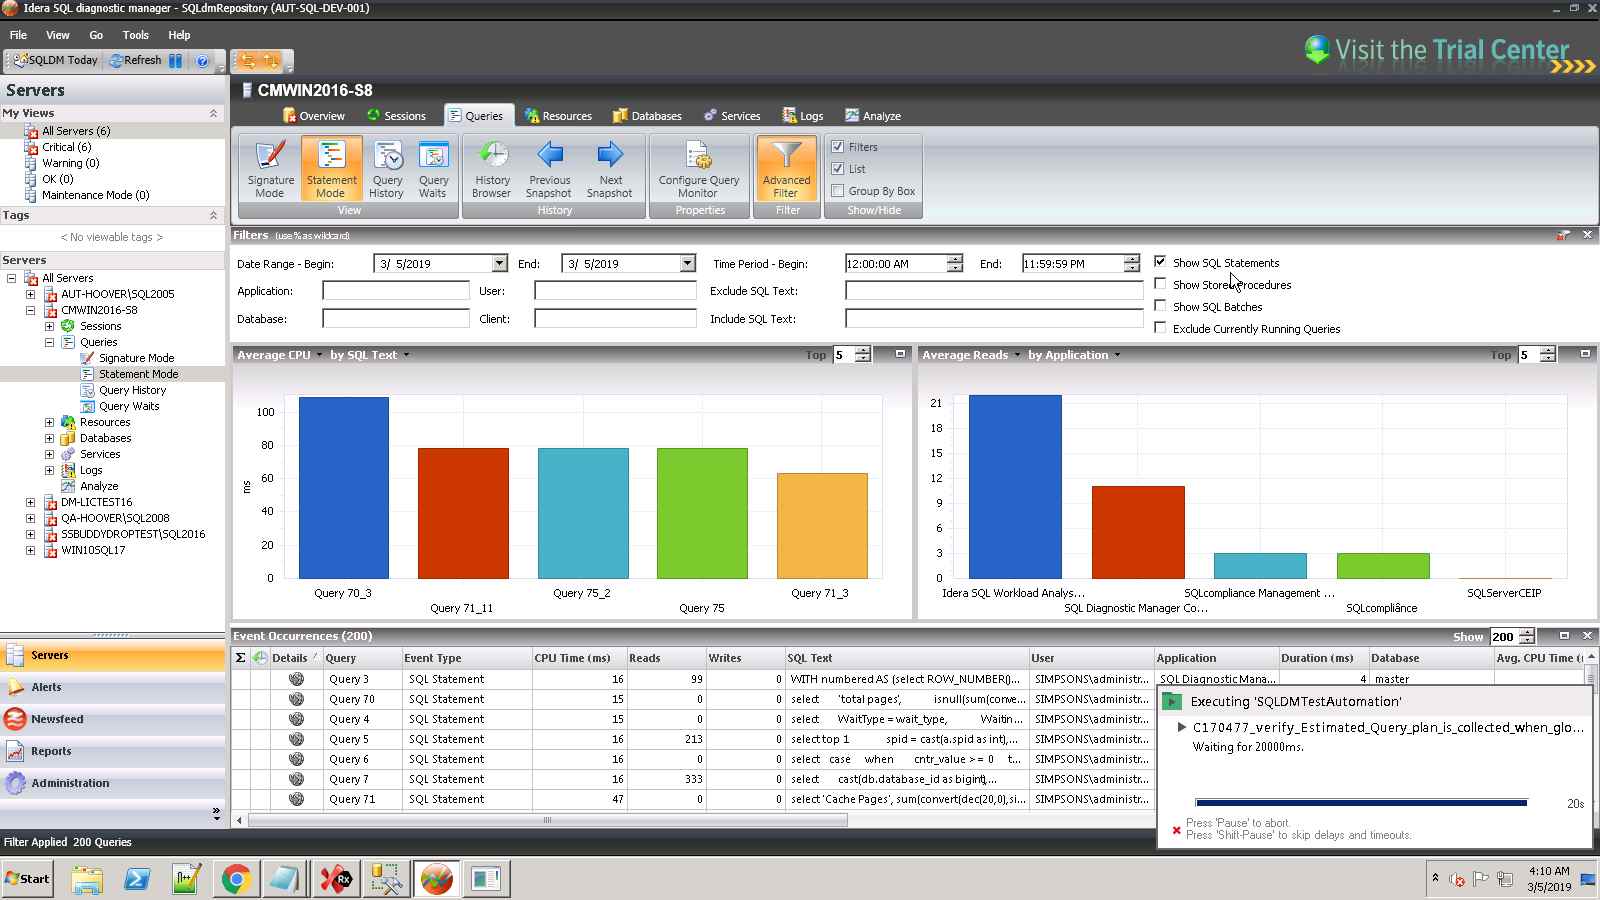 Idera SQL diagnostic manager - SQLdmRepository (AUT-SQL-DEV-001)
File View Go Tools Help
SQLDM Today Refresh
Visit the Trial Center
Servers
CMWIN2016-S8
My Views
Overview Sessions Queries Resources Databases Services Logs Analyze
All Servers (6)
Critical (6)
Warning (0)
OK (0)
Maintenance Mode (0)
Signature Mode
Statement Mode
Query History
Query Waits
View
History Browser
Previous Snapshot
Next Snapshot
History
Configure Query Monitor
Properties
Advanced Filter
Filter
Filters
List
Group By Box
Show/Hide
Tags
< No viewable tags >
Servers
All Servers
AUT-HOOVER\SQL2005
CMWIN2016-S8
Sessions
Queries
Signature Mode
Statement Mode
Query History
Query Waits
Resources
Databases
Services
Logs
Analyze
DM-LICTEST16
QA-HOOVER\SQL2008
SSBUDDYDROPTEST\SQL2016
WIN10SQL17
Servers
Alerts
Newsfeed
Reports
Administration
Filters (use % as wildcard)
Date Range - Begin: 3/ 5/2019 End: 3/ 5/2019 Time Period - Begin: 12:00:00 AM End: 11:59:59 PM Show SQL Statements
Show Stored Procedures
Application: User: Exclude SQL Text:
Show SQL Batches
Database: Client: Include SQL Text:
Exclude Currently Running Queries
Average CPU by SQL Text Top 5
100
80
60
40
20
0
ms
Query 70_3
Query 71_11
Query 75_2
Query 75
Query 71_3
Average Reads by Application Top 5
21
18
15
12
9
6
3
0
Idera SQL Workload Analys...
SQL Diagnostic Manager Co...
SQLcompliance Management ...
SQLcompliance
SQLServerCEIP
Event Occurrences (200) Show 200
Σ Details Query Event Type CPU Time (ms) Reads Writes SQL Text User Application Duration (ms) Database Avg. CPU Time (
Query 3 SQL Statement 16 99 0 WITH numbered AS (select ROW_NUMBER()... SIMPSONS\administr... SQL Diagnostic Mana... 4 master
Query 70 SQL Statement 15 0 0 select 'total pages', isnull(sum(conve... SIMPSONS\administr...
Query 4 SQL Statement 15 0 0 select WaitType = wait_type, Waitin... SIMPSONS\administr...
Query 5 SQL Statement 16 213 0 select top 1 spid = cast(a.spid as int),... SIMPSONS\administr...
Query 6 SQL Statement 16 0 0 select case when cntr_value >= 0 t... SIMPSONS\administr...
Query 7 SQL Statement 16 333 0 select cast(db.database_id as bigint),... SIMPSONS\administr...
Query 71 SQL Statement 47 0 0 select 'Cache Pages', sum(convert(dec(20,0),si... SIMPSONS\administr...
Executing 'SQLDMTestAutomation'
C170477_verify_Estimated_Query_plan_is_collected_when_glo...
Waiting for 20000ms.
20s
Press 'Pause' to abort.
Press 'Shift-Pause' to skip delays and timeouts.
Filter Applied 200 Queries
Start
Rx
4:10 AM
3/5/2019